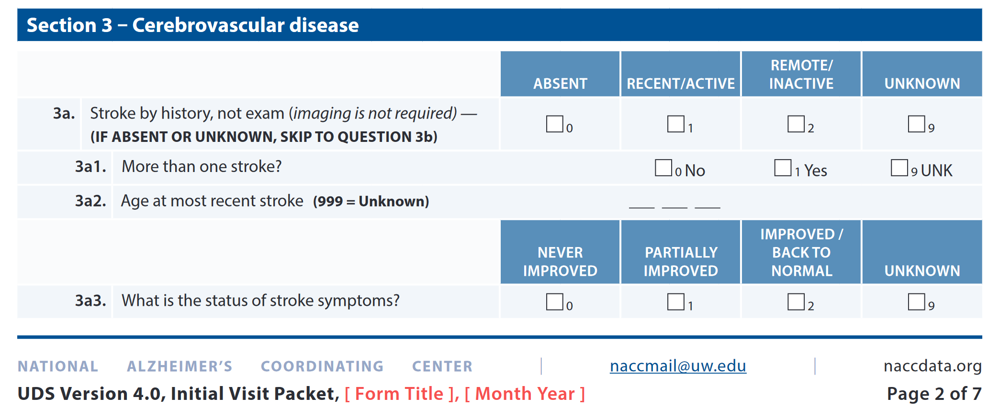 Section 3 – Cerebrovascular disease
ABSENT RECENT/ACTIVE REMOTE/ INACTIVE UNKNOWN
3a. Stroke by history, not exam (imaging is not required) —
(IF ABSENT OR UNKNOWN, SKIP TO QUESTION 3b)
0 1 2 9
3a1. More than one stroke? 0 No 1 Yes 9 UNK
3a2. Age at most recent stroke (999 = Unknown) ___ ___ ___
NEVER IMPROVED PARTIALLY IMPROVED IMPROVED / BACK TO NORMAL UNKNOWN
3a3. What is the status of stroke symptoms? 0 1 2 9
NATIONAL ALZHEIMER’S COORDINATING CENTER | naccmail@uw.edu | naccdata.org
UDS Version 4.0, Initial Visit Packet, [ Form Title ], [ Month Year ] Page 2 of 7